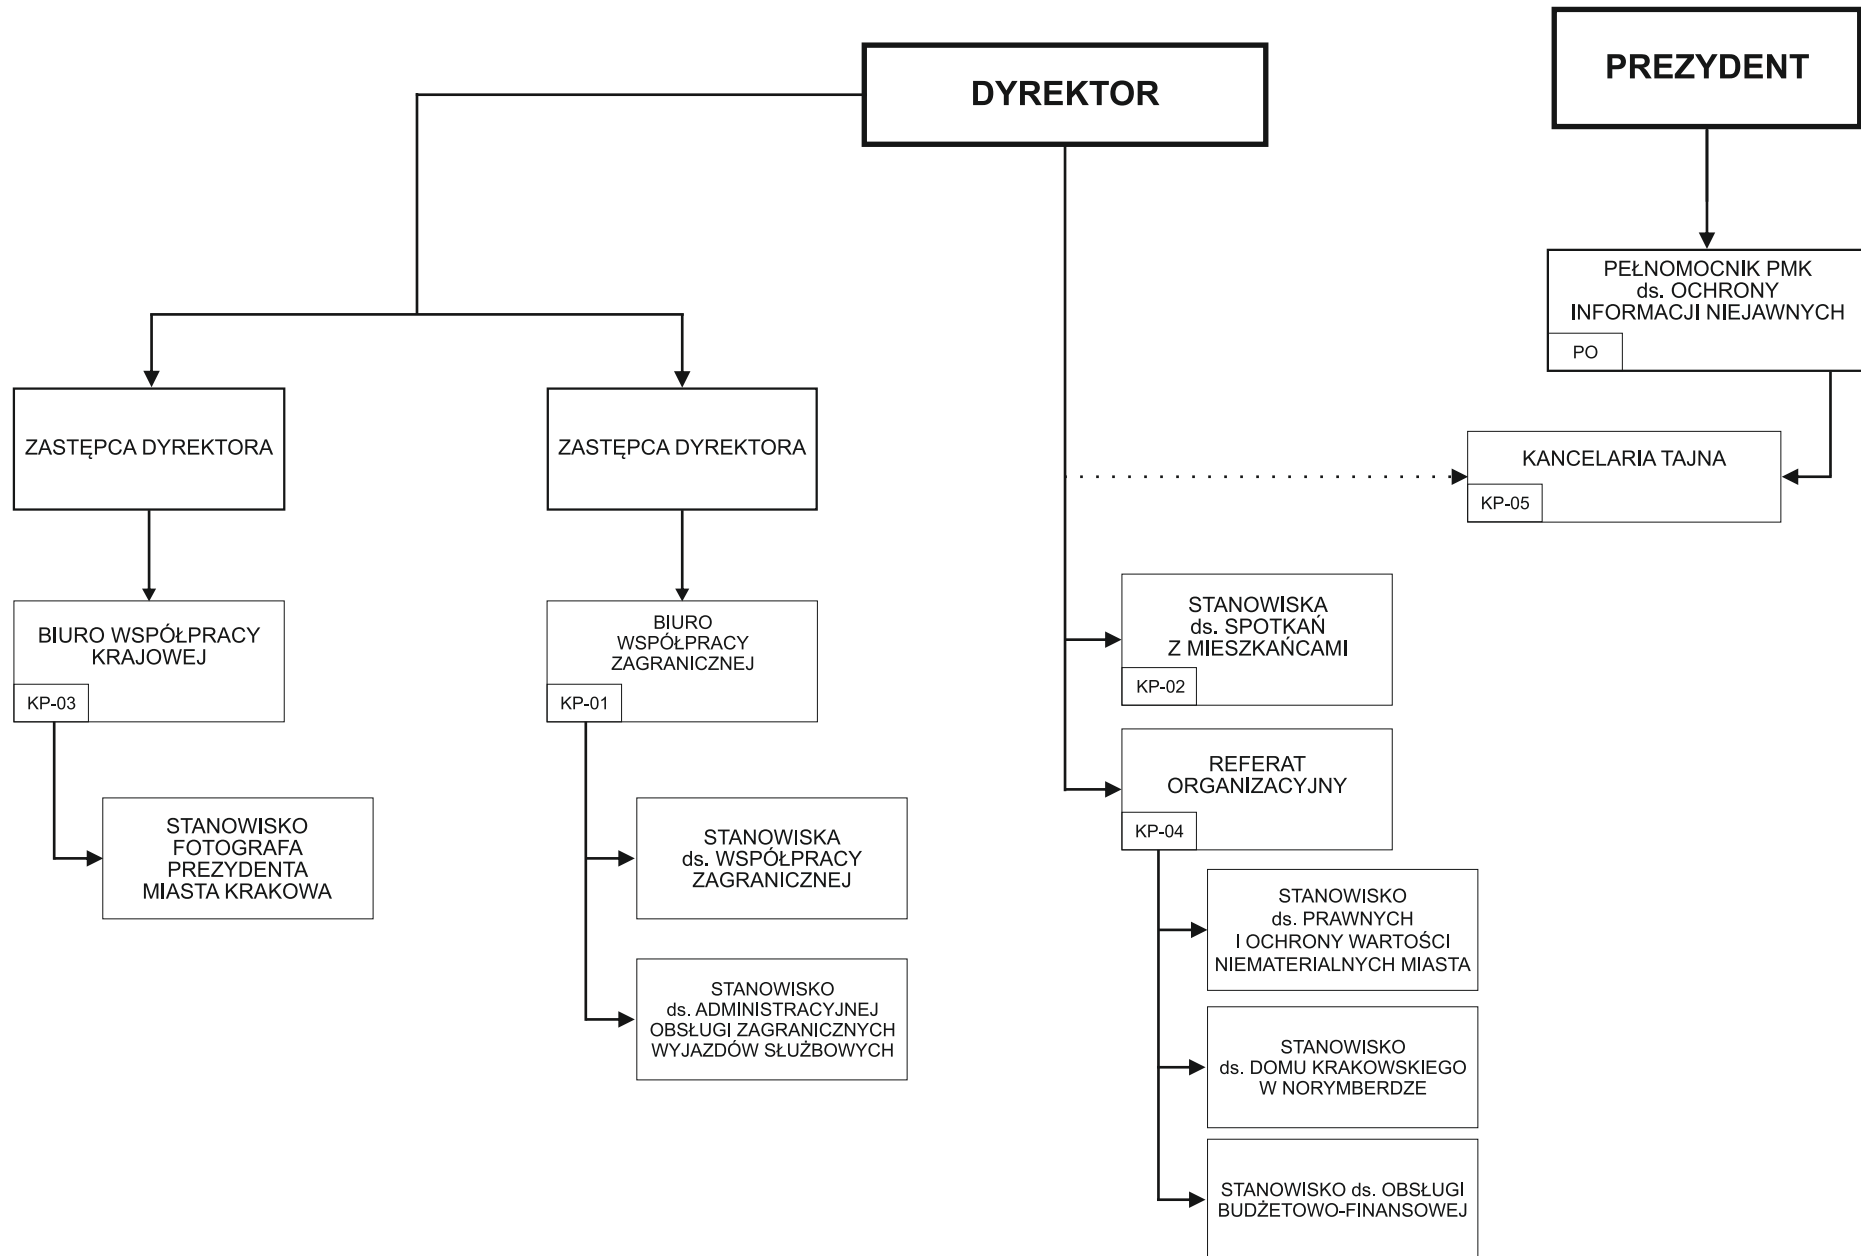 PREZYDENT
DYREKTOR
PEŁNOMOCNIK PMK
ds. OCHRONY
INFORMACJI NIEJAWNYCH
PO
ZASTĘPCA DYREKTORA
ZASTĘPCA DYREKTORA
KANCELARIA TAJNA
KP-05
BIURO WSPÓŁPRACY
KRAJOWEJ
KP-03
BIURO
WSPÓŁPRACY
ZAGRANICZNEJ
KP-01
STANOWISKA
ds. SPOTKAŃ
Z MIESZKAŃCAMI
KP-02
REFERAT
ORGANIZACYJNY
KP-04
STANOWISKO
FOTOGRAFA
PREZYDENTA
MIASTA KRAKOWA
STANOWISKA
ds. WSPÓŁPRACY
ZAGRANICZNEJ
STANOWISKO
ds. ADMINISTRACYJNEJ
OBSŁUGI ZAGRANICZNYCH
WYJAZDÓW SŁUŻBOWYCH
STANOWISKO
ds. PRAWNYCH
I OCHRONY WARTOŚCI
NIEMATERIALNYCH MIASTA
STANOWISKO
ds. DOMU KRAKOWSKIEGO
W NORYMBERDZE
STANOWISKO ds. OBSŁUGI
BUDŻETOWO-FINANSOWEJ